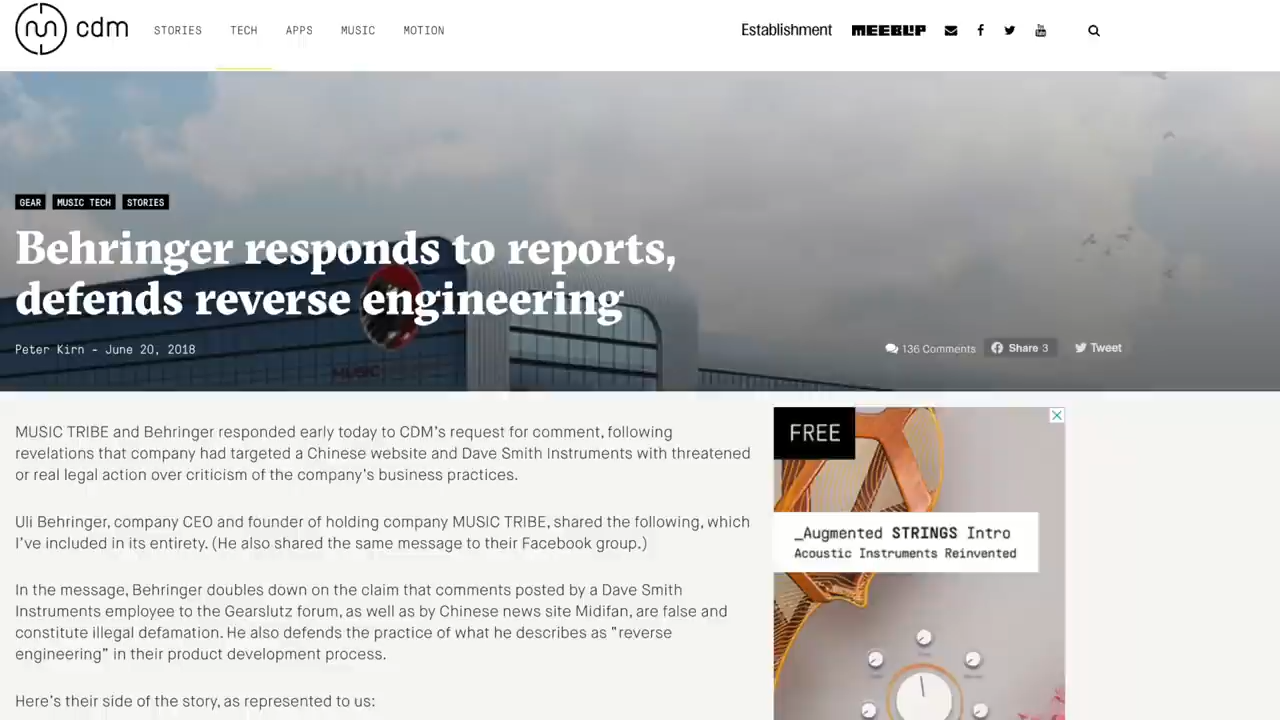 cdm
STORIES TECH APPS MUSIC MOTION
Establishment MEEBLIP
GEAR MUSIC TECH STORIES
Behringer responds to reports,
defends reverse engineering
Peter Kirn - June 20, 2018
136 Comments Share 3 Tweet
MUSIC
MUSIC TRIBE and Behringer responded early today to CDM's request for comment, following
revelations that company had targeted a Chinese website and Dave Smith Instruments with threatened
or real legal action over criticism of the company's business practices.
Uli Behringer, company CEO and founder of holding company MUSIC TRIBE, shared the following, which
I've included in its entirety. (He also shared the same message to their Facebook group.)
In the message, Behringer doubles down on the claim that comments posted by a Dave Smith
Instruments employee to the Gearslutz forum, as well as by Chinese news site Midifan, are false and
constitute illegal defamation. He also defends the practice of what he describes as "reverse
engineering" in their product development process.
Here's their side of the story, as represented to us:
FREE
_Augmented STRINGS Intro
Acoustic Instruments Reinvented